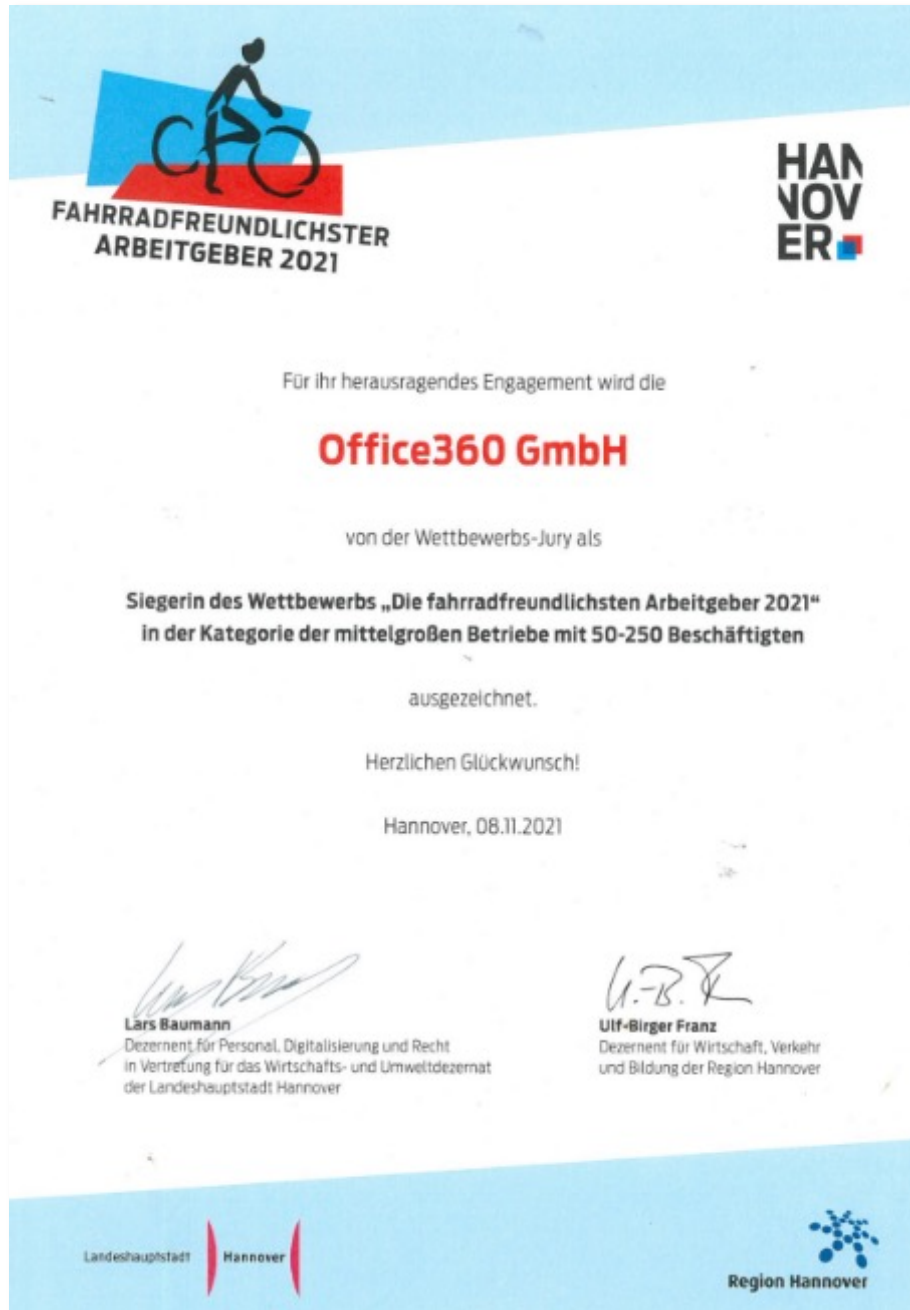 FAHRRADFREUNDLICHSTER
ARBEITGEBER 2021
HAN
NOV
ER
Für ihr herausragendes Engagement wird die
Office360 GmbH
von der Wettbewerbs-Jury als
Siegerin des Wettbewerbs „Die fahrradfreundlichsten Arbeitgeber 2021“
in der Kategorie der mittelgroßen Betriebe mit 50-250 Beschäftigten
ausgezeichnet.
Herzlichen Glückwunsch!
Hannover, 08.11.2021
U.-B. F
Lars Baumann
Dezernent für Personal, Digitalisierung und Recht
in Vertretung für das Wirtschafts- und Umweltdezernat
der Landeshauptstadt Hannover
Ulf-Birger Franz
Dezernent für Wirtschaft, Verkehr
und Bildung der Region Hannover
Landeshauptstadt Hannover
Region Hannover